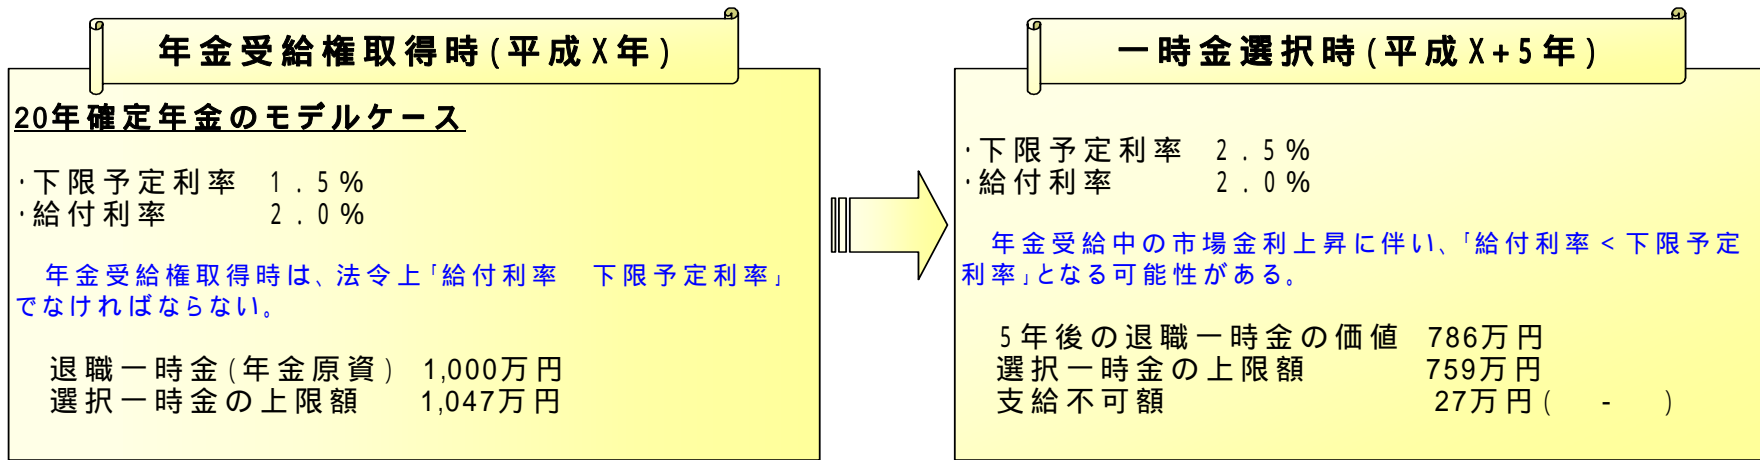 年金受給権取得時(平成X年)
20年確定年金のモデルケース
・下限予定利率 1.5%
・給付利率 2.0%
年金受給権取得時は、法令上「給付利率 下限予定利率」
でなければならない。
退職一時金(年金原資) 1,000万円
選択一時金の上限額 1,047万円
一時金選択時(平成X+5年)
・下限予定利率 2.5%
・給付利率 2.0%
年金受給中の市場金利上昇に伴い、「給付利率<下限予定
利率」となる可能性がある。
5年後の退職一時金の価値 786万円
選択一時金の上限額 759万円
支給不可額 27万円( - )